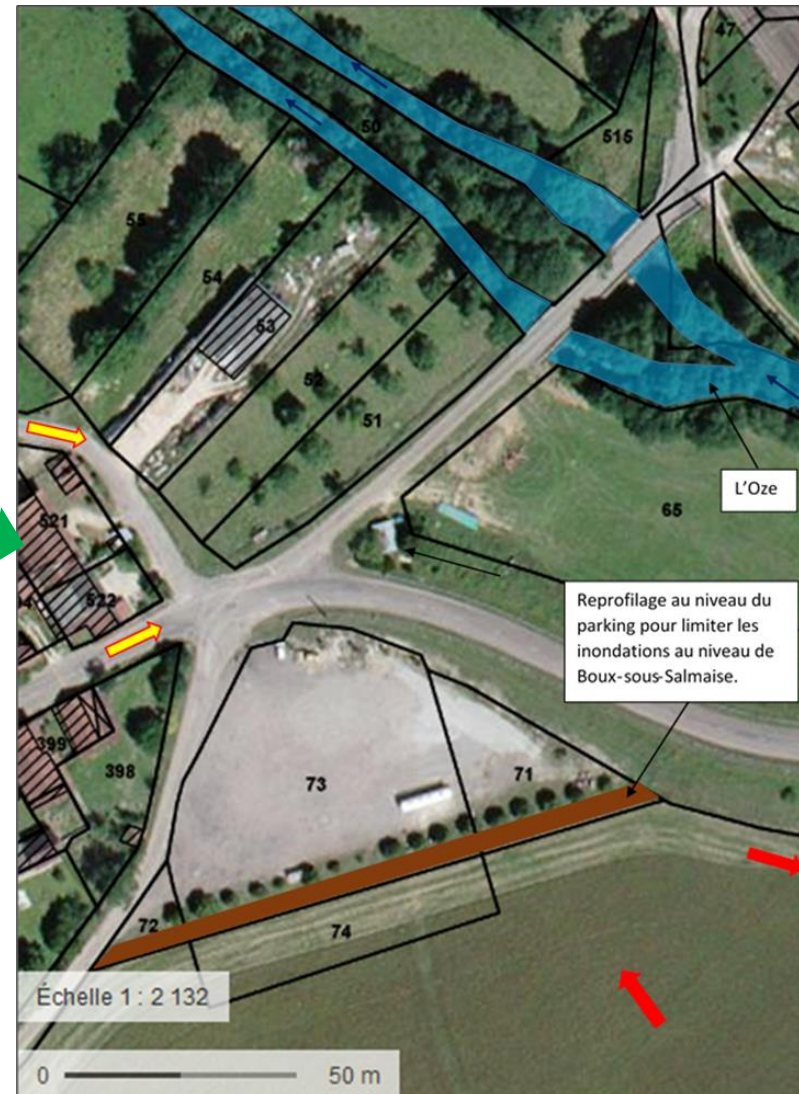 47
50
515
55
54
53
52
51
L'Oze
65
521
522
Reprofilage au niveau du
parking pour limiter les
inondations au niveau de
Boux-sous-Salmaise.
399
398
73
71
72
74
Échelle 1 : 2 132
0 50 m